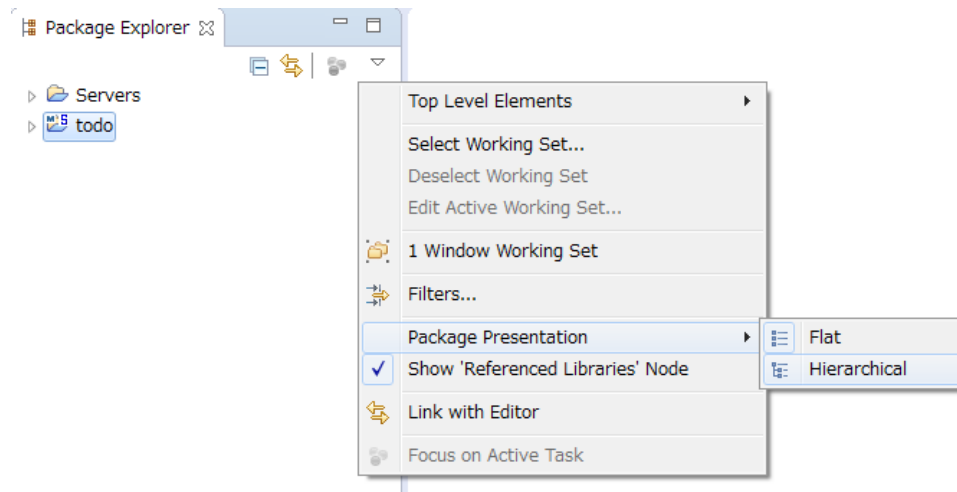 Package Explorer
Servers
todo
Top Level Elements
Select Working Set...
Deselect Working Set
Edit Active Working Set...
1 Window Working Set
Filters...
Package Presentation
Flat
Show 'Referenced Libraries' Node
Hierarchical
Link with Editor
Focus on Active Task